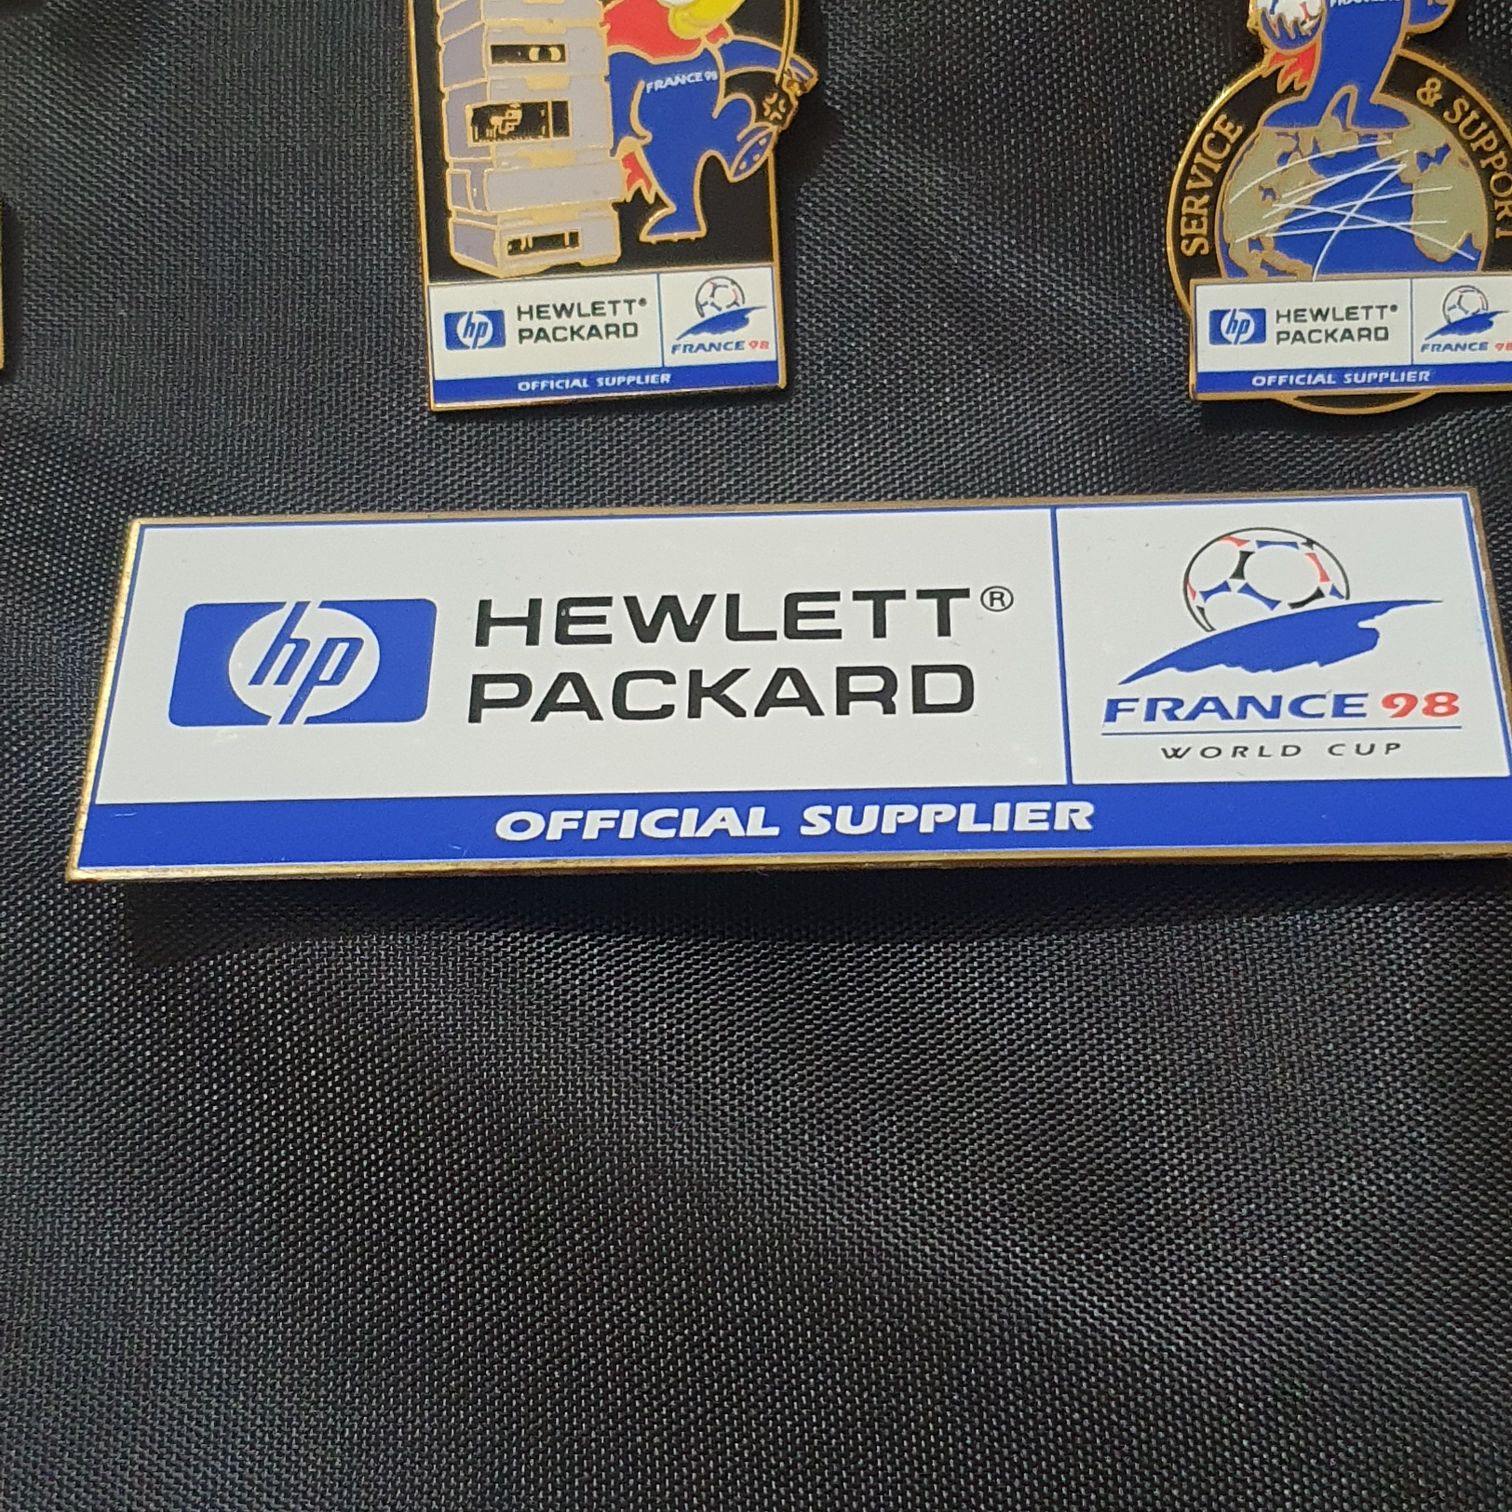 FRANCE 98
hp HEWLETT®
PACKARD
FRANCE 98
OFFICIAL SUPPLIER
SERVICE & SUPPORT
hp HEWLETT®
PACKARD
FRANCE 98
OFFICIAL SUPPLIER
hp HEWLETT®
PACKARD
FRANCE 98
WORLD CUP
OFFICIAL SUPPLIER